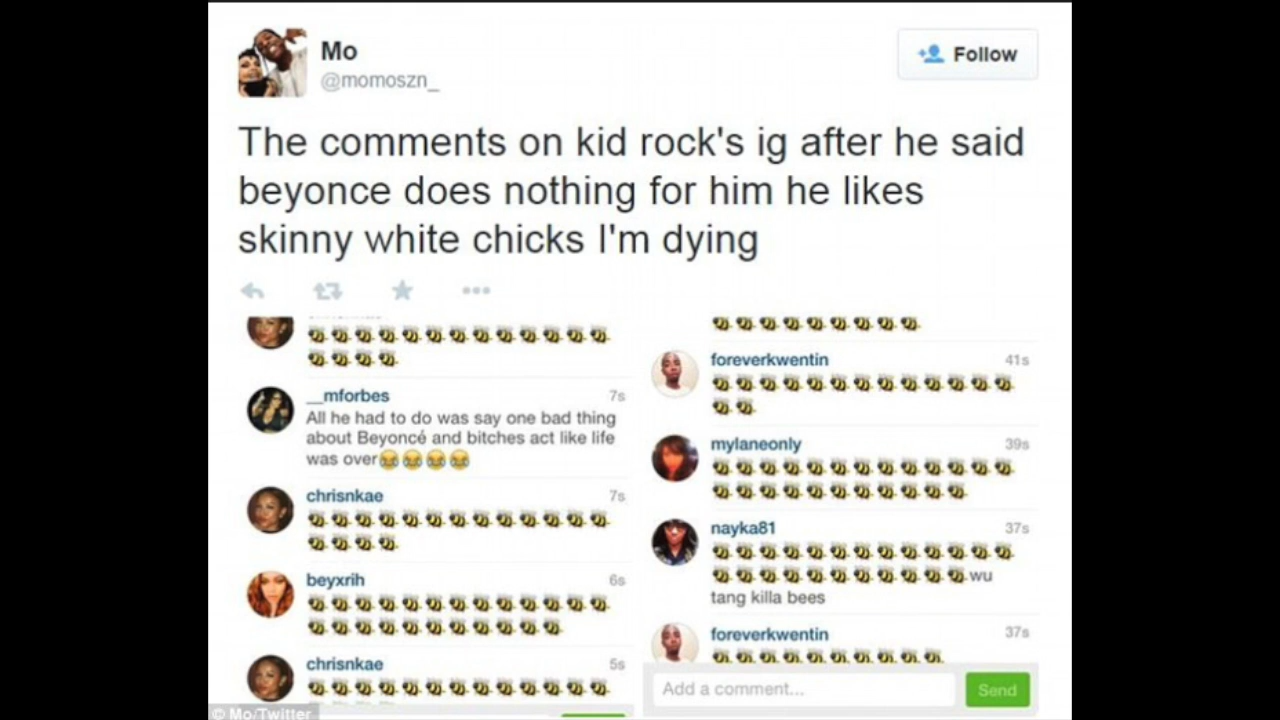 Mo
@momoszn_
Follow
The comments on kid rock's ig after he said
beyonce does nothing for him he likes
skinny white chicks I'm dying
__mforbes 7s
All he had to do was say one bad thing
about Beyoncé and bitches act like life
was over😂😂😂😂
chrisnkae 7s
🐝🐝🐝🐝🐝🐝🐝🐝🐝🐝🐝🐝🐝
🐝🐝🐝🐝
beyxrih 6s
🐝🐝🐝🐝🐝🐝🐝🐝🐝🐝🐝🐝🐝
🐝🐝🐝🐝🐝🐝🐝🐝🐝🐝🐝
chrisnkae 5s
🐝🐝🐝🐝🐝🐝🐝🐝🐝🐝🐝🐝🐝
foreverkwentin 41s
🐝🐝🐝🐝🐝🐝🐝🐝🐝🐝🐝🐝🐝
🐝🐝
mylaneonly 39s
🐝🐝🐝🐝🐝🐝🐝🐝🐝🐝🐝🐝🐝
🐝🐝🐝🐝🐝🐝🐝🐝🐝🐝🐝
nayka81 37s
🐝🐝🐝🐝🐝🐝🐝🐝🐝🐝🐝🐝🐝
🐝🐝🐝🐝🐝🐝🐝🐝🐝🐝🐝wu
tang killa bees
foreverkwentin 37s
🐝🐝🐝🐝🐝🐝🐝🐝🐝🐝
Add a comment... Send
© Mo/Twitter